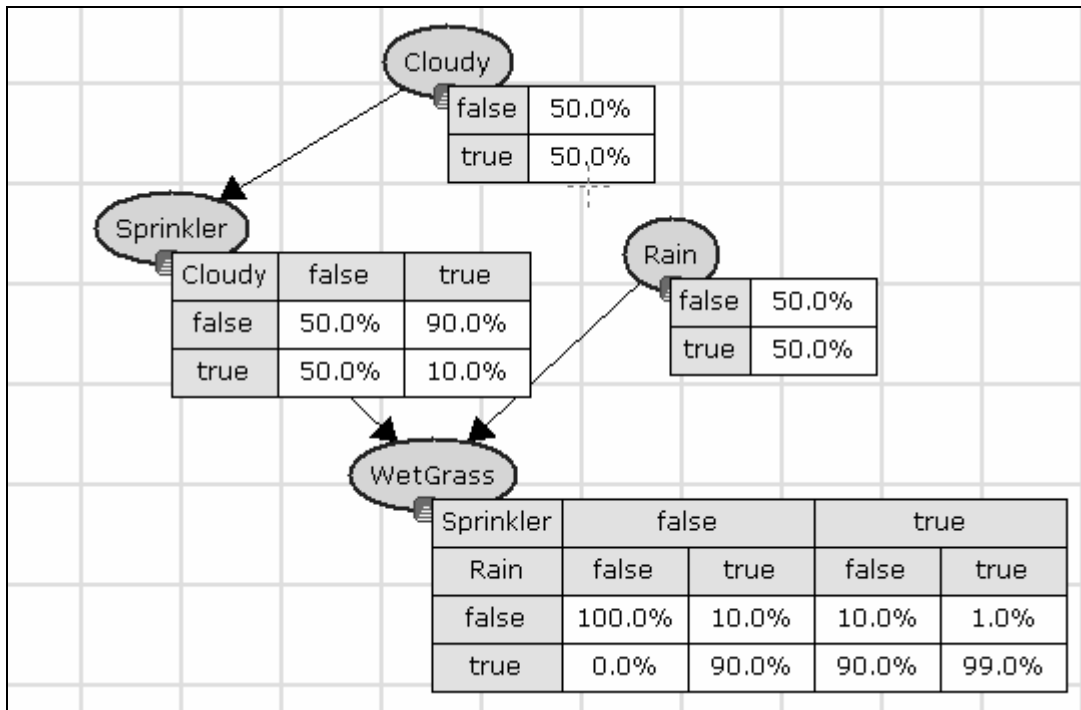 Cloudy
false 50.0%
true 50.0%
Sprinkler
Cloudy false true
false 50.0% 90.0%
true 50.0% 10.0%
Rain
false 50.0%
true 50.0%
WetGrass
Sprinkler false true
Rain false true false true
false 100.0% 10.0% 10.0% 1.0%
true 0.0% 90.0% 90.0% 99.0%